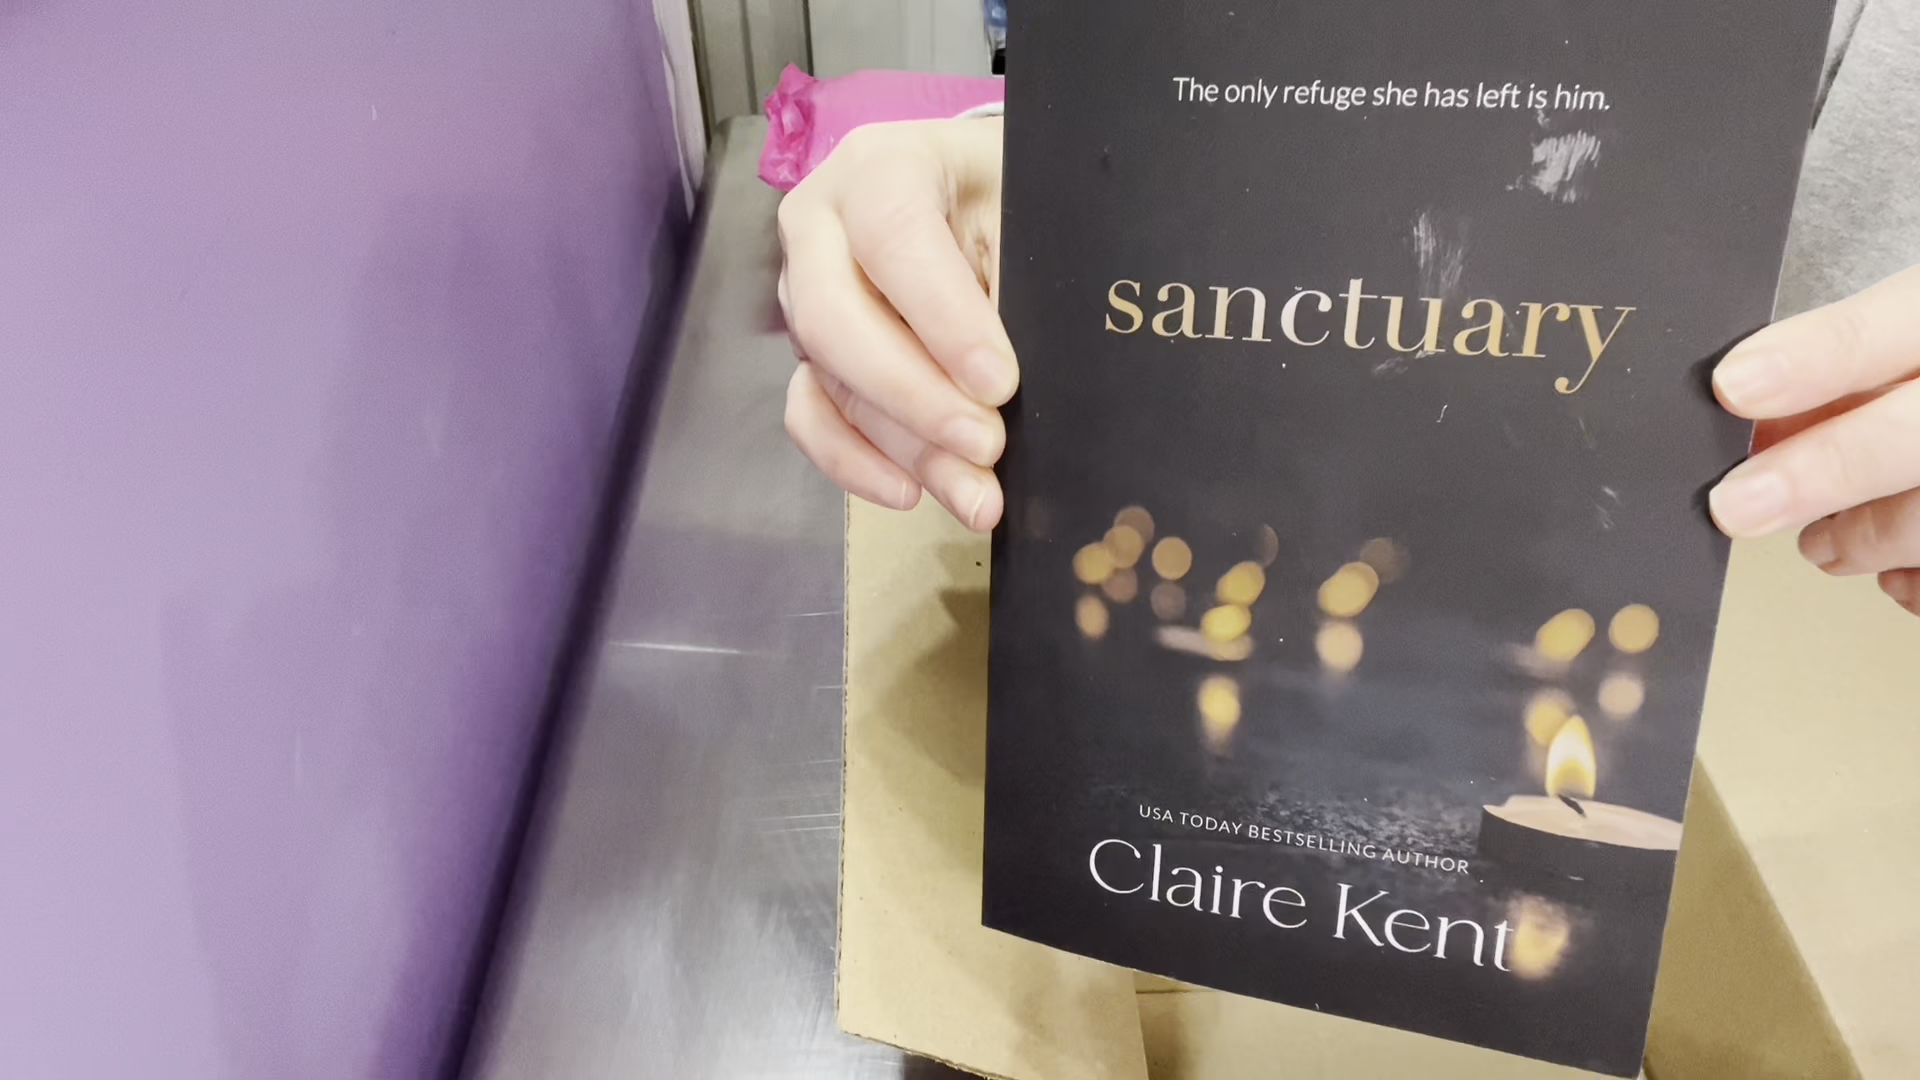 The only refuge she has left is him.
sanctuary
USA TODAY BESTSELLING AUTHOR
Claire Kent